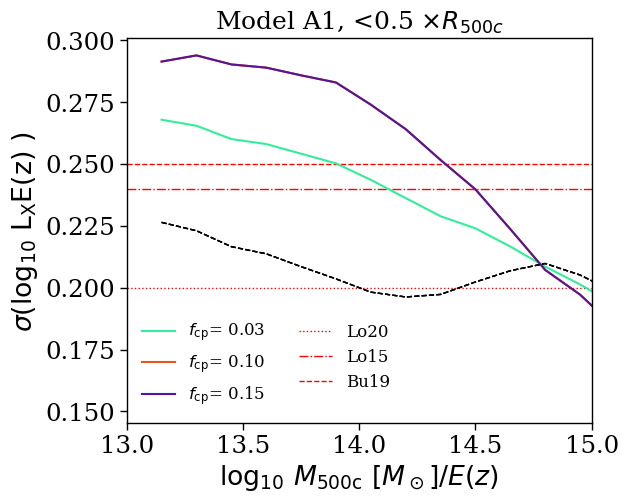 Model A1, <0.5 ×R500c
0.300
0.275
0.250
0.225
0.200
0.175
0.150
σ(log10 LXE(z) )
fcp= 0.03
fcp= 0.10
fcp= 0.15
Lo20
Lo15
Bu19
13.0 13.5 14.0 14.5 15.0
log10 M500c [M⊙]/E(z)